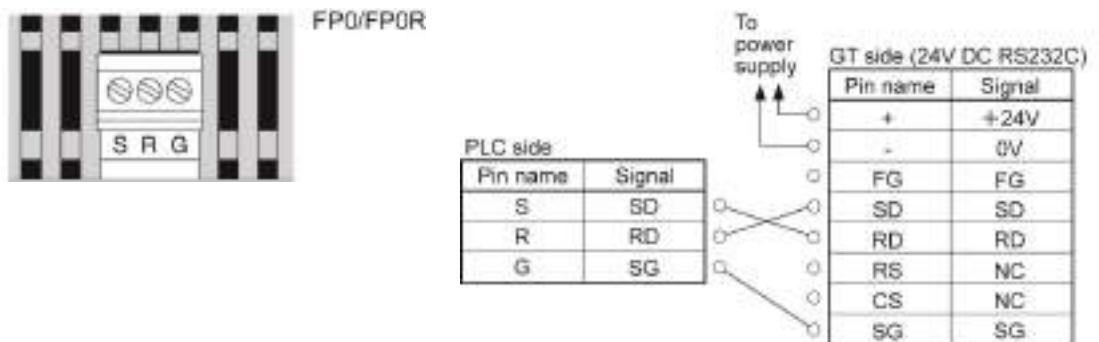 FP0/FP0R
S R G
To
power
supply
GT side (24V DC RS232C)
Pin name Signal
+ +24V
- 0V
FG FG
SD SD
RD RD
RS NC
CS NC
SG SG
PLC side
Pin name Signal
S SD
R RD
G SG